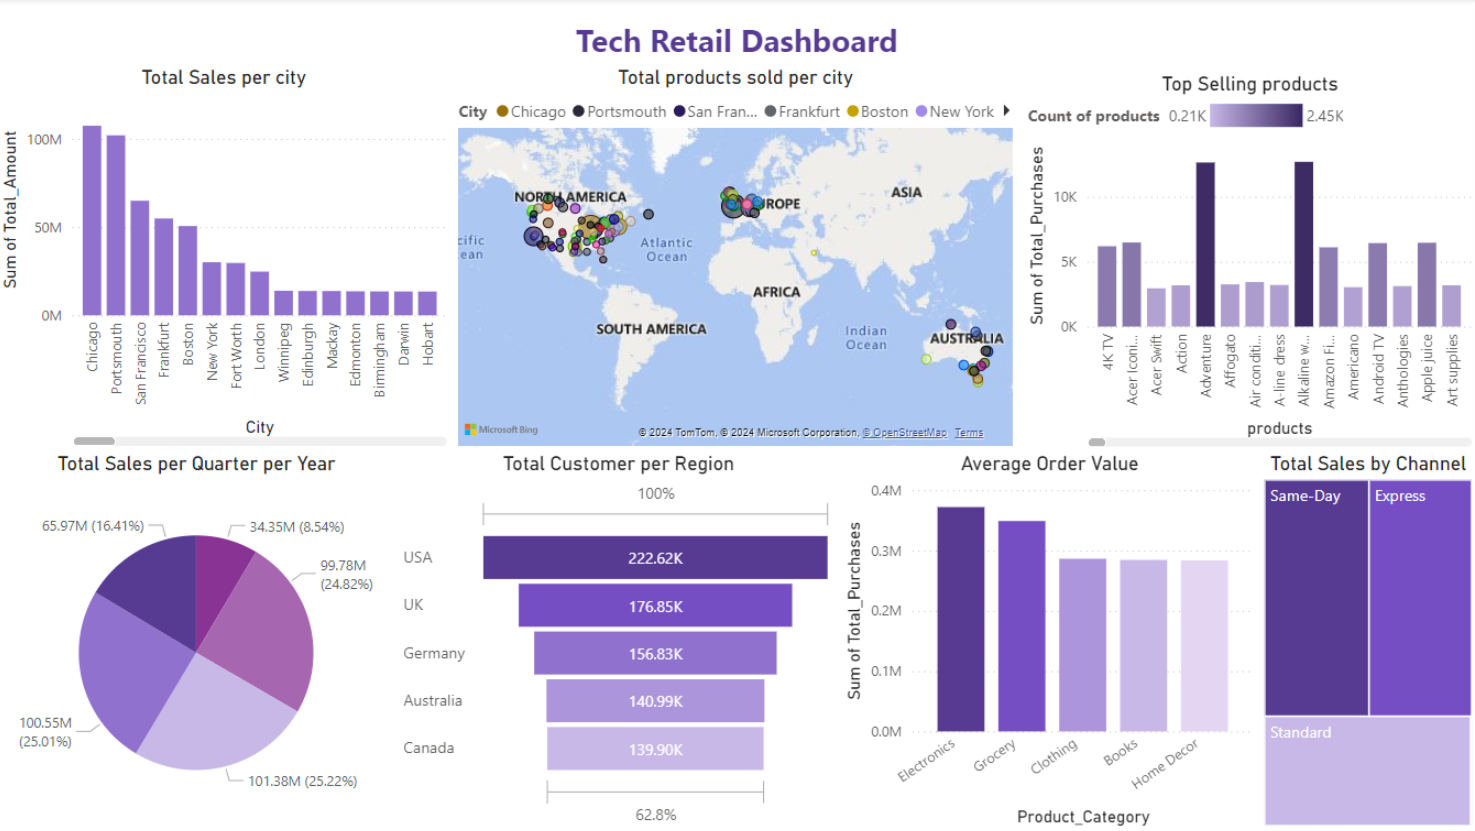 Tech Retail Dashboard
Total Sales per city
Sum of Total_Amount
100M
50M
0M
Chicago
Portsmouth
San Francisco
Frankfurt
Boston
New York
Fort Worth
London
Winnipeg
Edinburgh
Mackay
Edmonton
Birmingham
Darwin
Hobart
City
Total products sold per city
City Chicago Portsmouth San Fran... Frankfurt Boston New York
NORTH AMERICA
EUROPE
ASIA
cific
ean
Atlantic
Ocean
AFRICA
SOUTH AMERICA
Indian
Ocean
AUSTRALIA
Microsoft Bing
© 2024 TomTom, © 2024 Microsoft Corporation, © OpenStreetMap Terms
Top Selling products
Count of products 0.21K 2.45K
Sum of Total_Purchases
10K
5K
0K
4K TV
Acer Iconi...
Acer Swift
Action
Adventure
Affogato
Air conditi...
A-line dress
Alkaline w...
Amazon Fi...
Americano
Android TV
Anthologies
Apple juice
Art supplies
products
Total Sales per Quarter per Year
65.97M (16.41%)
34.35M (8.54%)
99.78M
(24.82%)
100.55M
(25.01%)
101.38M (25.22%)
Total Customer per Region
100%
USA 222.62K
UK 176.85K
Germany 156.83K
Australia 140.99K
Canada 139.90K
62.8%
Average Order Value
Sum of Total_Purchases
0.4M
0.3M
0.2M
0.1M
0.0M
Electronics
Grocery
Clothing
Books
Home Decor
Product_Category
Total Sales by Channel
Same-Day
Express
Standard